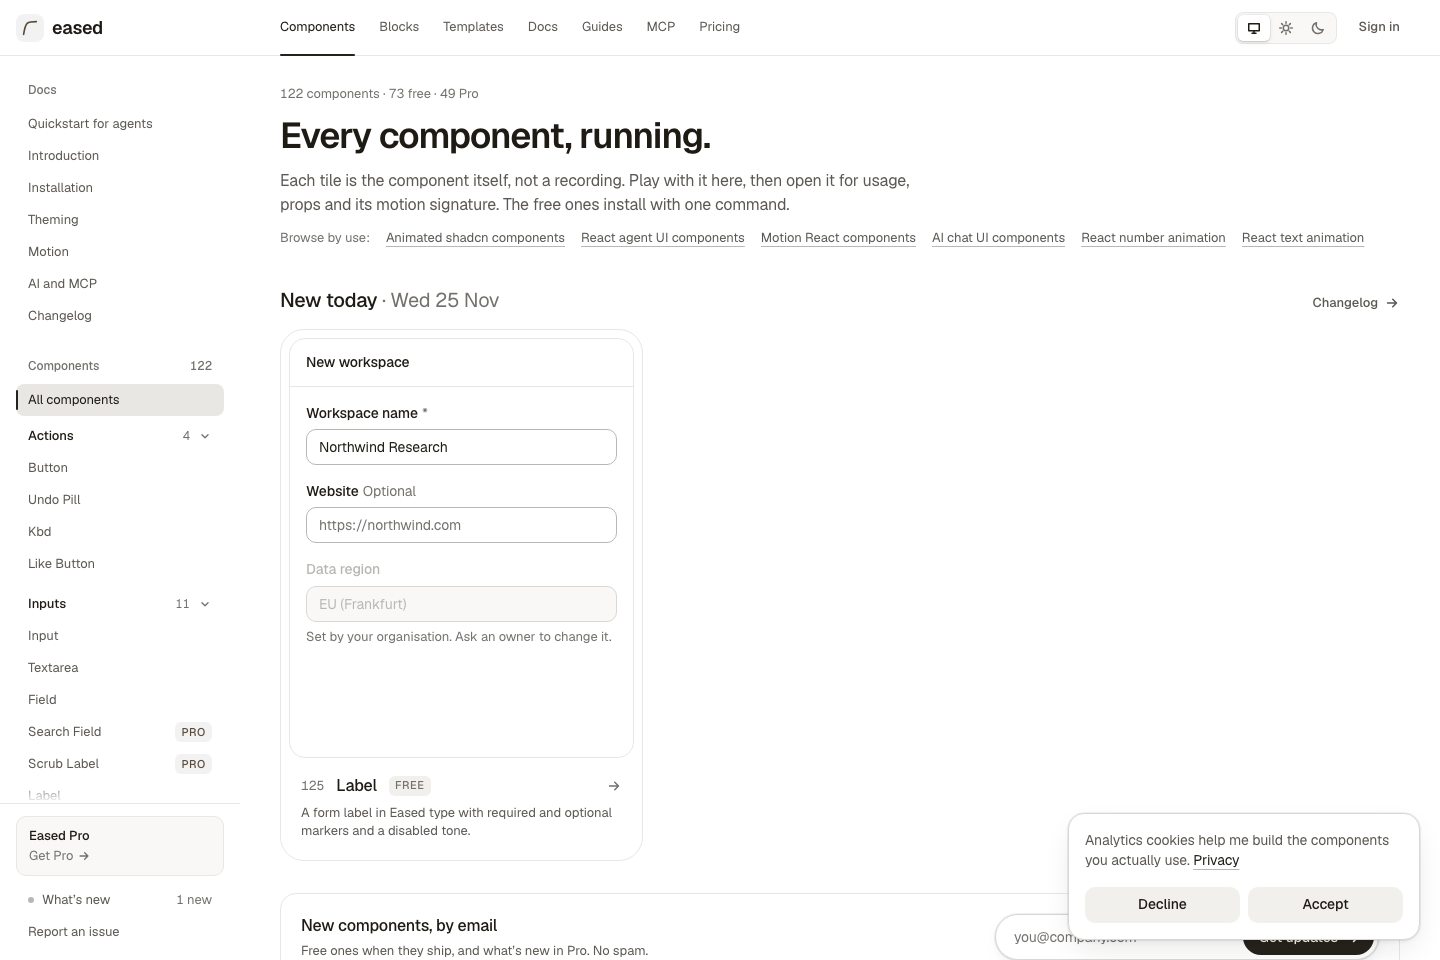 eased
Components
Blocks
Templates
Docs
Guides
MCP
Pricing
Sign in
Docs
Quickstart for agents
Introduction
Installation
Theming
Motion
AI and MCP
Changelog
Components 122
All components
Actions 4
Button
Undo Pill
Kbd
Like Button
Inputs 11
Input
Textarea
Field
Search Field PRO
Scrub Label PRO
Label
Eased Pro
Get Pro →
What's new 1 new
Report an issue
122 components · 73 free · 49 Pro
Every component, running.
Each tile is the component itself, not a recording. Play with it here, then open it for usage,
props and its motion signature. The free ones install with one command.
Browse by use: Animated shadcn components React agent UI components Motion React components AI chat UI components React number animation React text animation
New today · Wed 25 Nov
Changelog →
New workspace
Workspace name *
Northwind Research
Website Optional
https://northwind.com
Data region
EU (Frankfurt)
Set by your organisation. Ask an owner to change it.
125 Label FREE →
A form label in Eased type with required and optional
markers and a disabled tone.
New components, by email
Free ones when they ship, and what's new in Pro. No spam.
you@company.com
Get updates →
Analytics cookies help me build the components
you actually use. Privacy
Decline
Accept